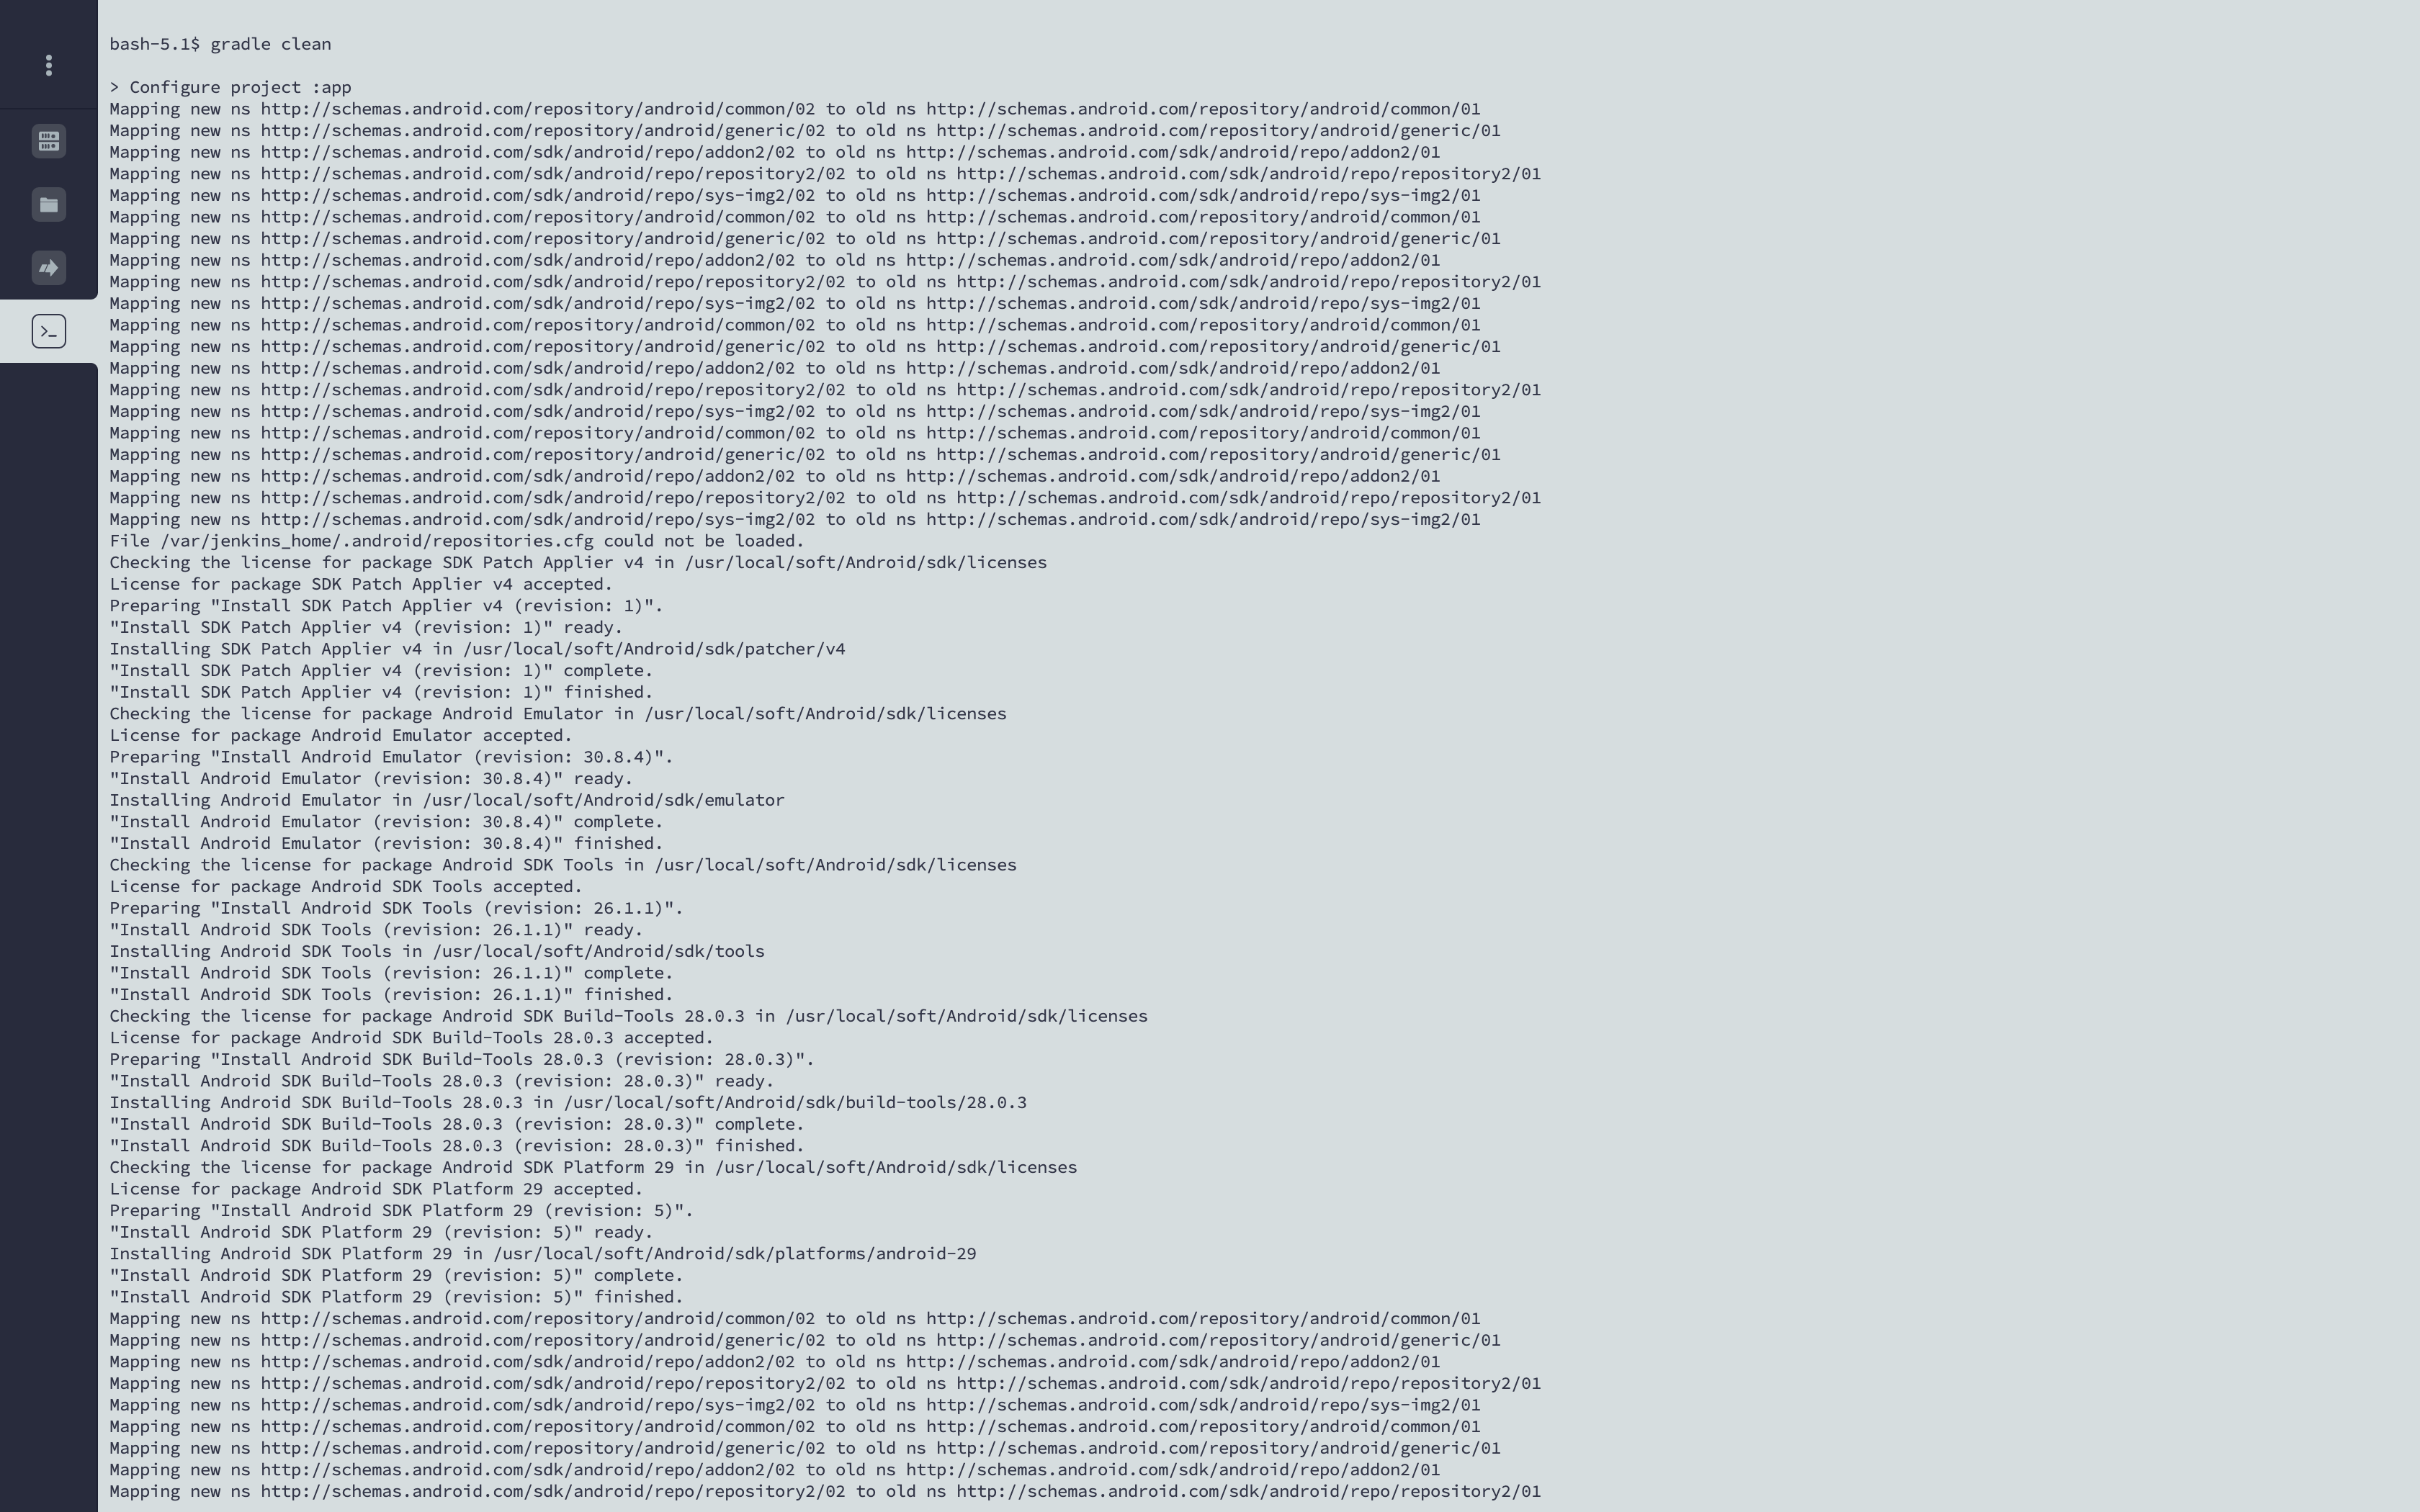 bash-5.1$ gradle clean
> Configure project :app
Mapping new ns http://schemas.android.com/repository/android/common/02 to old ns http://schemas.android.com/repository/android/common/01
Mapping new ns http://schemas.android.com/repository/android/generic/02 to old ns http://schemas.android.com/repository/android/generic/01
Mapping new ns http://schemas.android.com/sdk/android/repo/addon2/02 to old ns http://schemas.android.com/sdk/android/repo/addon2/01
Mapping new ns http://schemas.android.com/sdk/android/repo/repository2/02 to old ns http://schemas.android.com/sdk/android/repo/repository2/01
Mapping new ns http://schemas.android.com/sdk/android/repo/sys-img2/02 to old ns http://schemas.android.com/sdk/android/repo/sys-img2/01
Mapping new ns http://schemas.android.com/repository/android/common/02 to old ns http://schemas.android.com/repository/android/common/01
Mapping new ns http://schemas.android.com/repository/android/generic/02 to old ns http://schemas.android.com/repository/android/generic/01
Mapping new ns http://schemas.android.com/sdk/android/repo/addon2/02 to old ns http://schemas.android.com/sdk/android/repo/addon2/01
Mapping new ns http://schemas.android.com/sdk/android/repo/repository2/02 to old ns http://schemas.android.com/sdk/android/repo/repository2/01
Mapping new ns http://schemas.android.com/sdk/android/repo/sys-img2/02 to old ns http://schemas.android.com/sdk/android/repo/sys-img2/01
Mapping new ns http://schemas.android.com/repository/android/common/02 to old ns http://schemas.android.com/repository/android/common/01
Mapping new ns http://schemas.android.com/repository/android/generic/02 to old ns http://schemas.android.com/repository/android/generic/01
Mapping new ns http://schemas.android.com/sdk/android/repo/addon2/02 to old ns http://schemas.android.com/sdk/android/repo/addon2/01
Mapping new ns http://schemas.android.com/sdk/android/repo/repository2/02 to old ns http://schemas.android.com/sdk/android/repo/repository2/01
Mapping new ns http://schemas.android.com/sdk/android/repo/sys-img2/02 to old ns http://schemas.android.com/sdk/android/repo/sys-img2/01
Mapping new ns http://schemas.android.com/repository/android/common/02 to old ns http://schemas.android.com/repository/android/common/01
Mapping new ns http://schemas.android.com/repository/android/generic/02 to old ns http://schemas.android.com/repository/android/generic/01
Mapping new ns http://schemas.android.com/sdk/android/repo/addon2/02 to old ns http://schemas.android.com/sdk/android/repo/addon2/01
Mapping new ns http://schemas.android.com/sdk/android/repo/repository2/02 to old ns http://schemas.android.com/sdk/android/repo/repository2/01
Mapping new ns http://schemas.android.com/sdk/android/repo/sys-img2/02 to old ns http://schemas.android.com/sdk/android/repo/sys-img2/01
File /var/jenkins_home/.android/repositories.cfg could not be loaded.
Checking the license for package SDK Patch Applier v4 in /usr/local/soft/Android/sdk/licenses
License for package SDK Patch Applier v4 accepted.
Preparing "Install SDK Patch Applier v4 (revision: 1)".
"Install SDK Patch Applier v4 (revision: 1)" ready.
Installing SDK Patch Applier v4 in /usr/local/soft/Android/sdk/patcher/v4
"Install SDK Patch Applier v4 (revision: 1)" complete.
"Install SDK Patch Applier v4 (revision: 1)" finished.
Checking the license for package Android Emulator in /usr/local/soft/Android/sdk/licenses
License for package Android Emulator accepted.
Preparing "Install Android Emulator (revision: 30.8.4)".
"Install Android Emulator (revision: 30.8.4)" ready.
Installing Android Emulator in /usr/local/soft/Android/sdk/emulator
"Install Android Emulator (revision: 30.8.4)" complete.
"Install Android Emulator (revision: 30.8.4)" finished.
Checking the license for package Android SDK Tools in /usr/local/soft/Android/sdk/licenses
License for package Android SDK Tools accepted.
Preparing "Install Android SDK Tools (revision: 26.1.1)".
"Install Android SDK Tools (revision: 26.1.1)" ready.
Installing Android SDK Tools in /usr/local/soft/Android/sdk/tools
"Install Android SDK Tools (revision: 26.1.1)" complete.
"Install Android SDK Tools (revision: 26.1.1)" finished.
Checking the license for package Android SDK Build-Tools 28.0.3 in /usr/local/soft/Android/sdk/licenses
License for package Android SDK Build-Tools 28.0.3 accepted.
Preparing "Install Android SDK Build-Tools 28.0.3 (revision: 28.0.3)".
"Install Android SDK Build-Tools 28.0.3 (revision: 28.0.3)" ready.
Installing Android SDK Build-Tools 28.0.3 in /usr/local/soft/Android/sdk/build-tools/28.0.3
"Install Android SDK Build-Tools 28.0.3 (revision: 28.0.3)" complete.
"Install Android SDK Build-Tools 28.0.3 (revision: 28.0.3)" finished.
Checking the license for package Android SDK Platform 29 in /usr/local/soft/Android/sdk/licenses
License for package Android SDK Platform 29 accepted.
Preparing "Install Android SDK Platform 29 (revision: 5)".
"Install Android SDK Platform 29 (revision: 5)" ready.
Installing Android SDK Platform 29 in /usr/local/soft/Android/sdk/platforms/android-29
"Install Android SDK Platform 29 (revision: 5)" complete.
"Install Android SDK Platform 29 (revision: 5)" finished.
Mapping new ns http://schemas.android.com/repository/android/common/02 to old ns http://schemas.android.com/repository/android/common/01
Mapping new ns http://schemas.android.com/repository/android/generic/02 to old ns http://schemas.android.com/repository/android/generic/01
Mapping new ns http://schemas.android.com/sdk/android/repo/addon2/02 to old ns http://schemas.android.com/sdk/android/repo/addon2/01
Mapping new ns http://schemas.android.com/sdk/android/repo/repository2/02 to old ns http://schemas.android.com/sdk/android/repo/repository2/01
Mapping new ns http://schemas.android.com/sdk/android/repo/sys-img2/02 to old ns http://schemas.android.com/sdk/android/repo/sys-img2/01
Mapping new ns http://schemas.android.com/repository/android/common/02 to old ns http://schemas.android.com/repository/android/common/01
Mapping new ns http://schemas.android.com/repository/android/generic/02 to old ns http://schemas.android.com/repository/android/generic/01
Mapping new ns http://schemas.android.com/sdk/android/repo/addon2/02 to old ns http://schemas.android.com/sdk/android/repo/addon2/01
Mapping new ns http://schemas.android.com/sdk/android/repo/repository2/02 to old ns http://schemas.android.com/sdk/android/repo/repository2/01